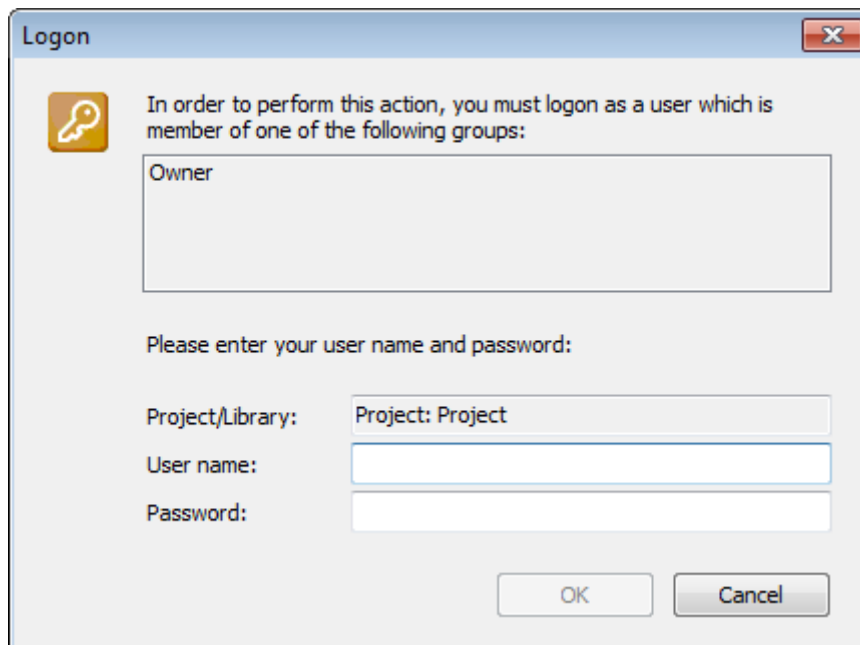 Logon
In order to perform this action, you must logon as a user which is
member of one of the following groups:
Owner
Please enter your user name and password:
Project/Library: Project: Project
User name:
Password:
OK Cancel